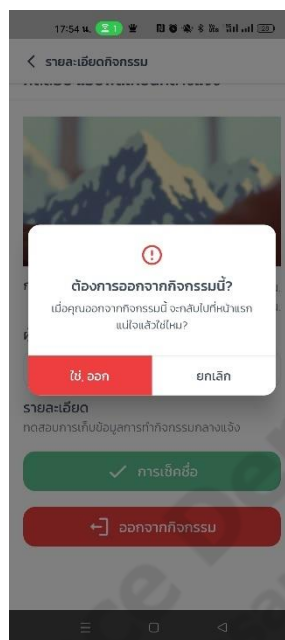 17:54 น.
รายละเอียดกิจกรรม
ต้องการออกจากกิจกรรมนี้?
เมื่อคุณออกจากกิจกรรมนี้ จะกลับไปที่หน้าแรก
แน่ใจแล้วใช่ไหม?
ใช่, ออก
ยกเลิก
รายละเอียด
ทดสอบการเก็บข้อมูลการทำกิจกรรมกลางแจ้ง
การเช็คชื่อ
ออกจากกิจกรรม